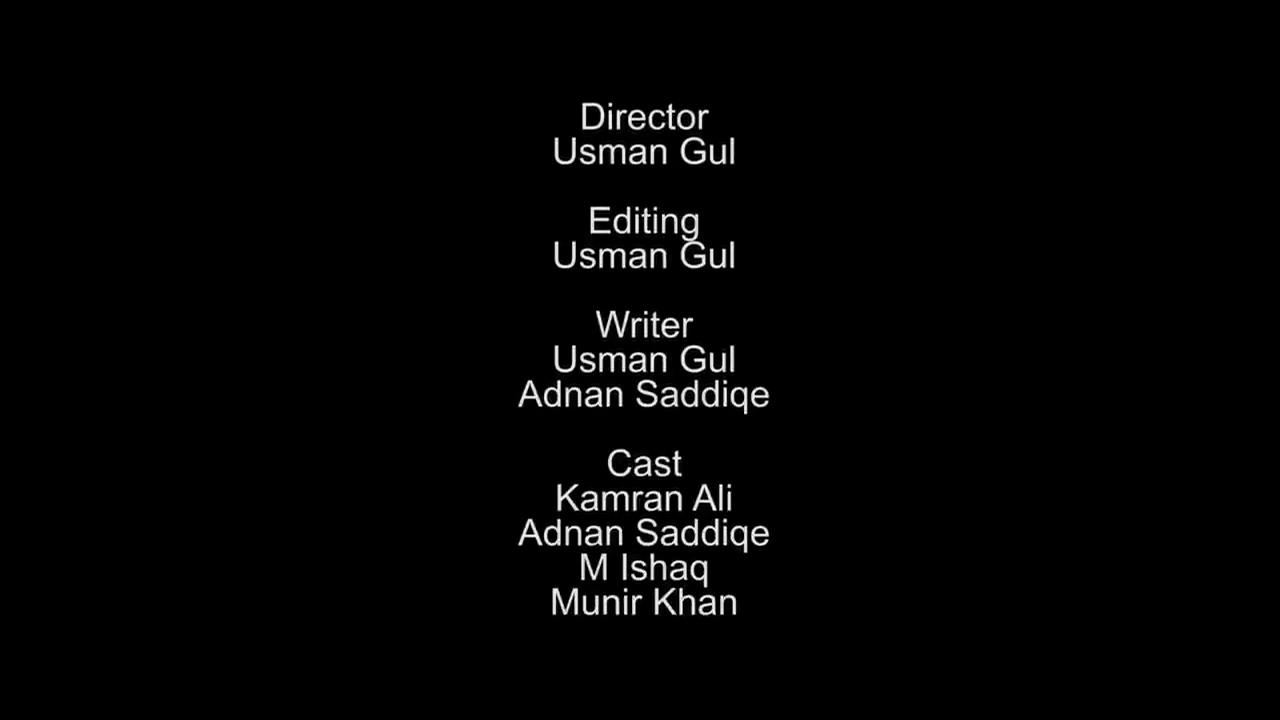 Director
Usman Gul
Editing
Usman Gul
Writer
Usman Gul
Adnan Saddiqe
Cast
Kamran Ali
Adnan Saddiqe
M Ishaq
Munir Khan